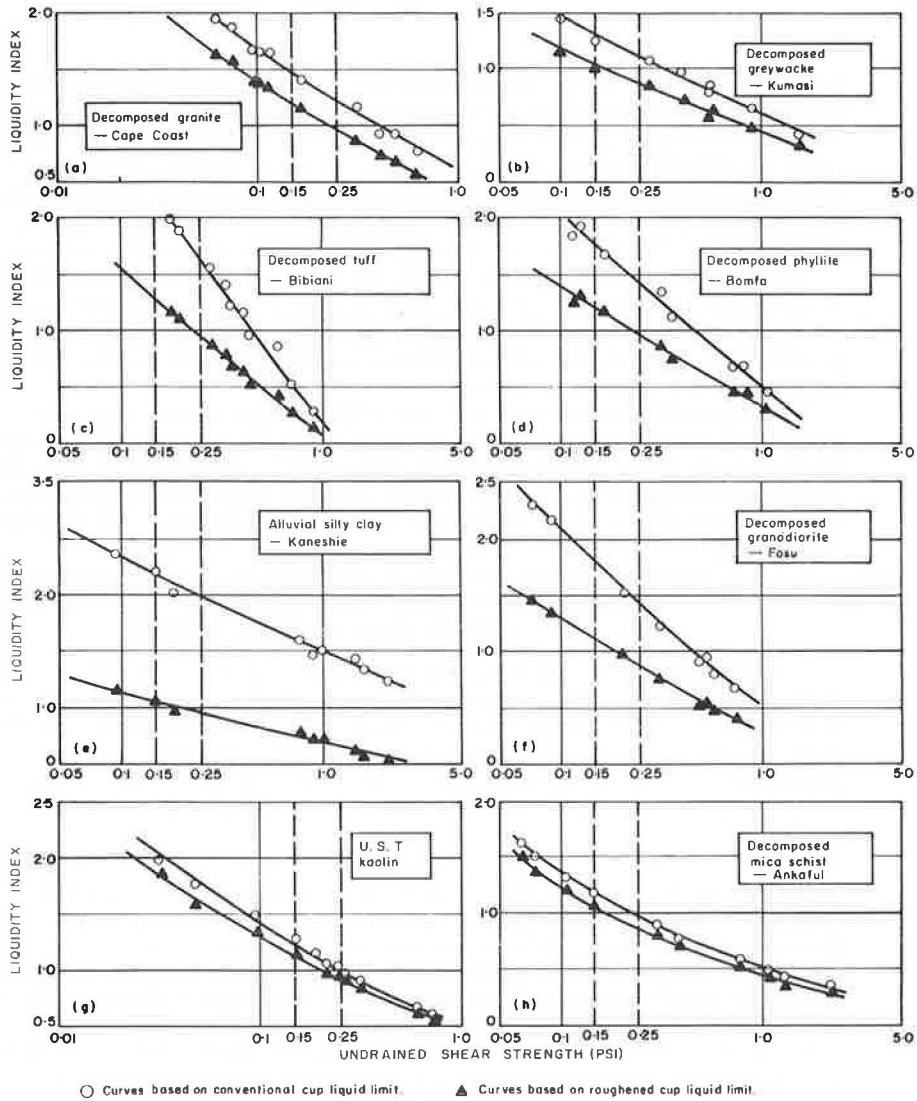 LIQUIDITY INDEX
2·0
1·0
0·5
Decomposed granite
— Cape Coast
(a)
0·01
0·1
0·15
0·25
1·0
1·5
1·0
0·5
0
Decomposed
greywacke
— Kumasi
(b)
0·05
0·1
0·15
0·25
1·0
5·0
LIQUIDITY INDEX
2·0
1·0
0
Decomposed tuff
— Bibiani
(c)
0·05
0·1
0·15
0·25
1·0
5·0
2·0
1·0
0
Decomposed phyllite
— Bomfa
(d)
0·05
0·1
0·15
0·25
1·0
5·0
LIQUIDITY INDEX
3·5
2·0
1·0
0
Alluvial silly clay
— Kaneshie
(e)
0·05
0·1
0·15
0·25
1·0
5·0
2·5
2·0
1·0
0
Decomposed
granodiorite
— Fosu
(f)
0·05
0·1
0·15
0·25
1·0
5·0
LIQUIDITY INDEX
2·5
2·0
1·0
0·5
U. S. T
kaolin
(g)
0·01
0·1
0·15
0·25
1·0
2·0
1·0
0
Decomposed
mica schist
— Ankaful
(h)
0·05
0·1
0·15
0·25
1·0
5·0
UNDRAINED SHEAR STRENGTH (PSI)
Curves based on conventional cup liquid limit.
Curves based on roughened cup liquid limit.